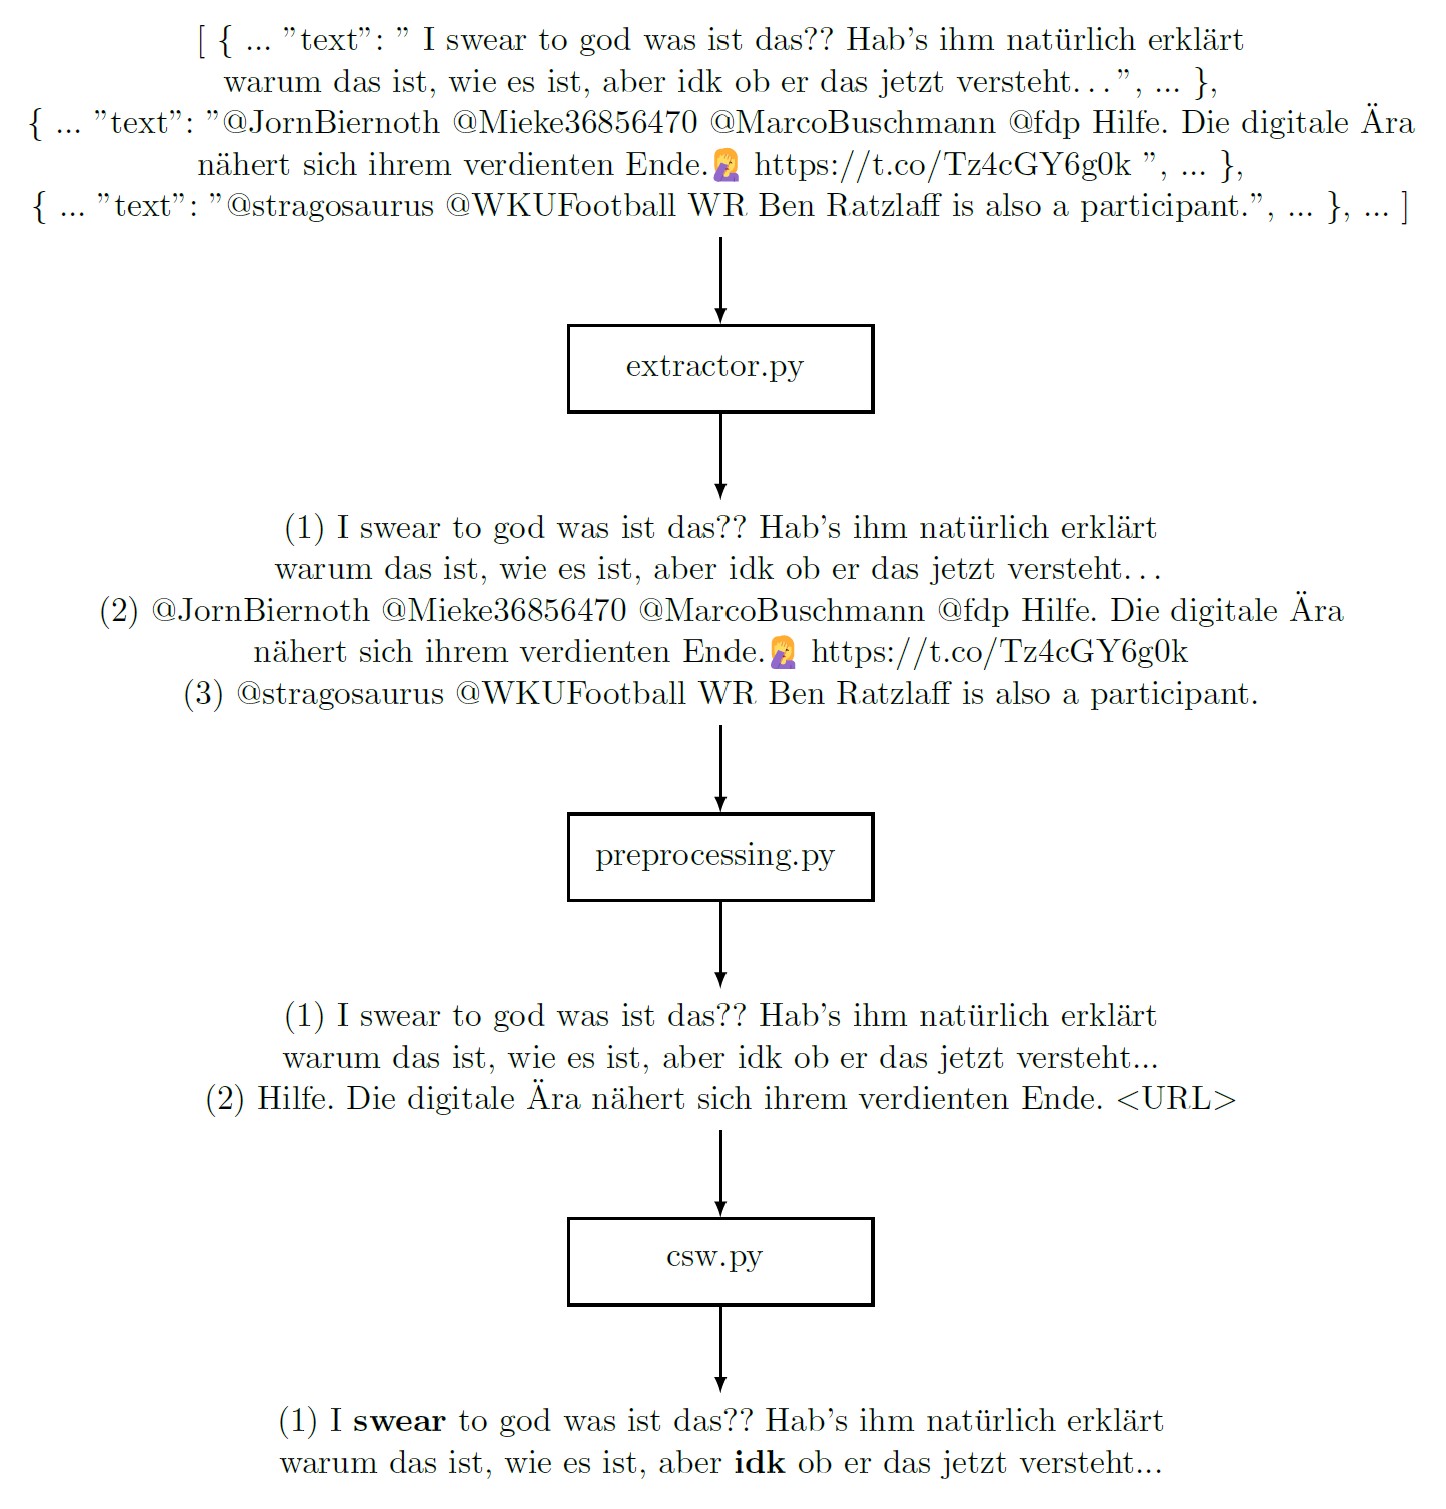 [ { ... ”text”: ” I swear to god was ist das?? Hab’s ihm natürlich erklärt
warum das ist, wie es ist, aber idk ob er das jetzt versteht. . . ”, ... },
{ ... ”text”: ”@JornBiernoth @Mieke36856470 @MarcoBuschmann @fdp Hilfe. Die digitale Ära
nähert sich ihrem verdienten Ende.🤦 https://t.co/Tz4cGY6g0k ”, ... },
{ ... ”text”: ”@stragosaurus @WKUFootball WR Ben Ratzlaff is also a participant.”, ... }, ... ]
extractor.py
(1) I swear to god was ist das?? Hab’s ihm natürlich erklärt
warum das ist, wie es ist, aber idk ob er das jetzt versteht. . .
(2) @JornBiernoth @Mieke36856470 @MarcoBuschmann @fdp Hilfe. Die digitale Ära
nähert sich ihrem verdienten Ende.🤦 https://t.co/Tz4cGY6g0k
(3) @stragosaurus @WKUFootball WR Ben Ratzlaff is also a participant.
preprocessing.py
(1) I swear to god was ist das?? Hab’s ihm natürlich erklärt
warum das ist, wie es ist, aber idk ob er das jetzt versteht...
(2) Hilfe. Die digitale Ära nähert sich ihrem verdienten Ende. <URL>
csw.py
(1) I swear to god was ist das?? Hab’s ihm natürlich erklärt
warum das ist, wie es ist, aber idk ob er das jetzt versteht...